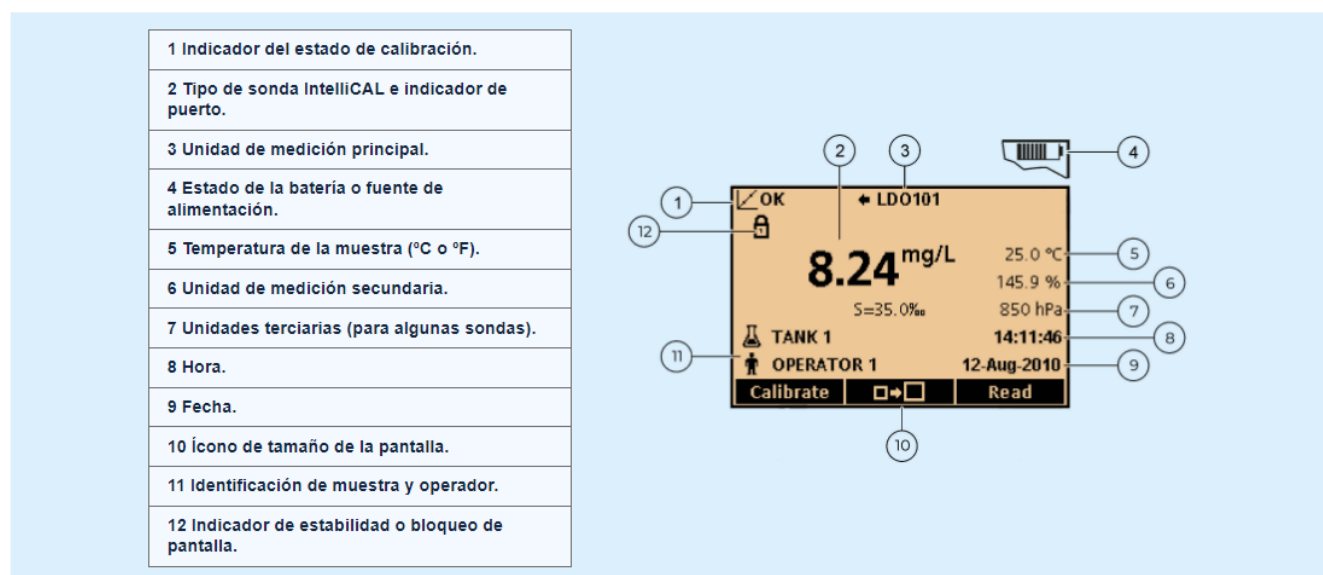 1 Indicador del estado de calibración.
2 Tipo de sonda IntelliCAL e indicador de
puerto.
3 Unidad de medición principal.
4 Estado de la batería o fuente de
alimentación.
5 Temperatura de la muestra (ºC o ºF).
6 Unidad de medición secundaria.
7 Unidades terciarias (para algunas sondas).
8 Hora.
9 Fecha.
10 Ícono de tamaño de la pantalla.
11 Identificación de muestra y operador.
12 Indicador de estabilidad o bloqueo de
pantalla.
2 3 4
1 OK LDO101
12
8.24 mg/L 25.0 ºC 5
145.9 % 6
S=35.0‰ 850 hPa 7
TANK 1 14:11:46 8
11 OPERATOR 1 12-Aug-2010 9
Calibrate Read
10